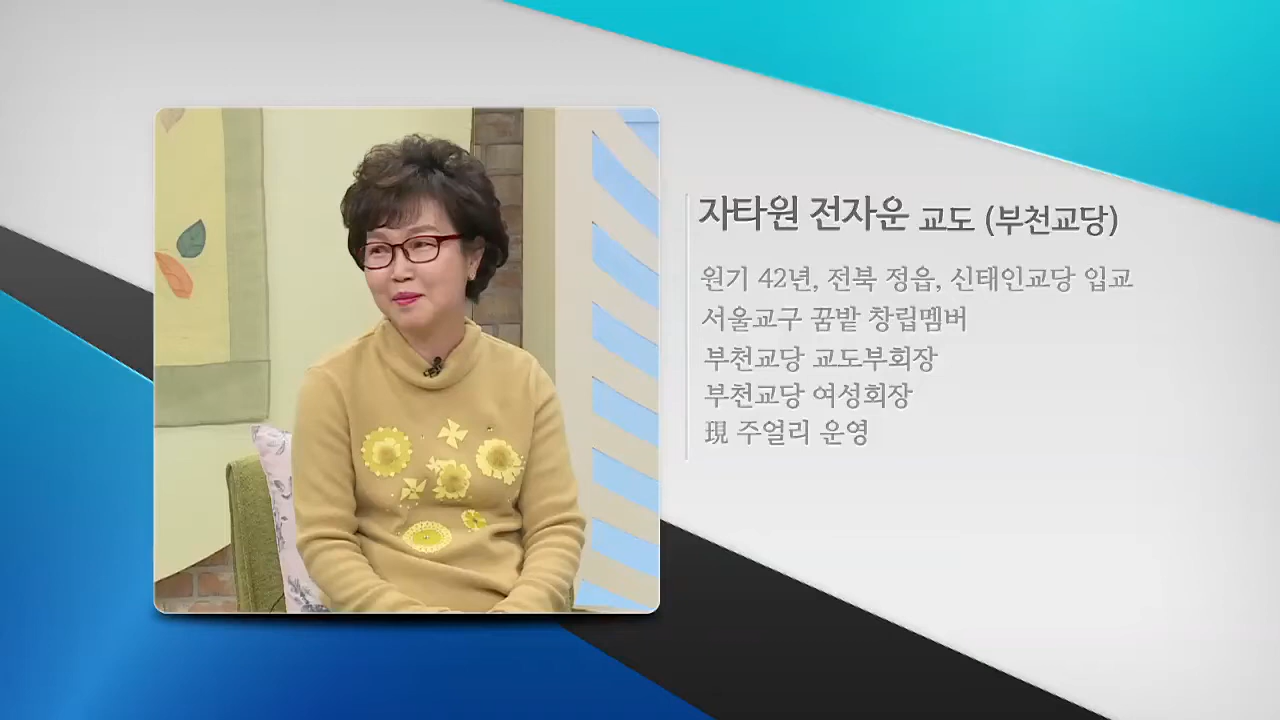 자타원 전자운 교도 (부천교당)
원기 42년, 전북 정읍, 신태인교당 입교
서울교구 꿈밭 창립멤버
부천교당 교도부회장
부천교당 여성회장
現 주얼리 운영